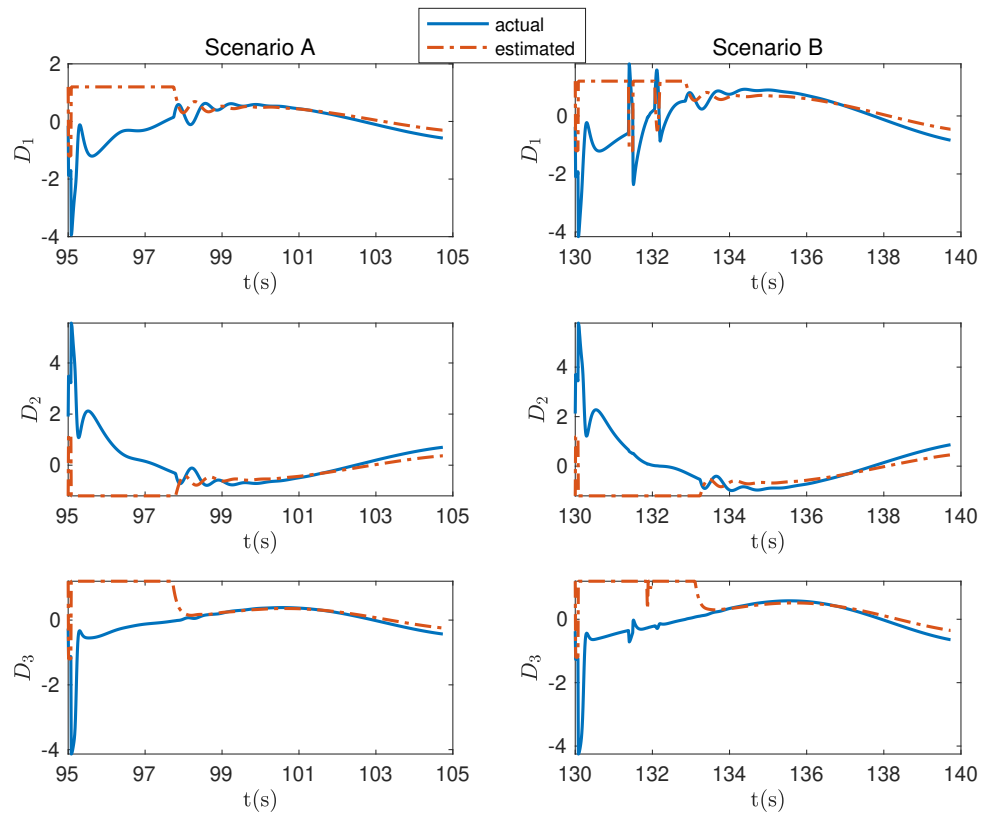 actual
estimated
Scenario A
Scenario B
2
0
-2
-4
D1
95 97 99 101 103 105
t(s)
0
-2
-4
D1
130 132 134 136 138 140
t(s)
4
2
0
D2
95 97 99 101 103 105
t(s)
4
2
0
D2
130 132 134 136 138 140
t(s)
0
-2
-4
D3
95 97 99 101 103 105
t(s)
0
-2
-4
D3
130 132 134 136 138 140
t(s)